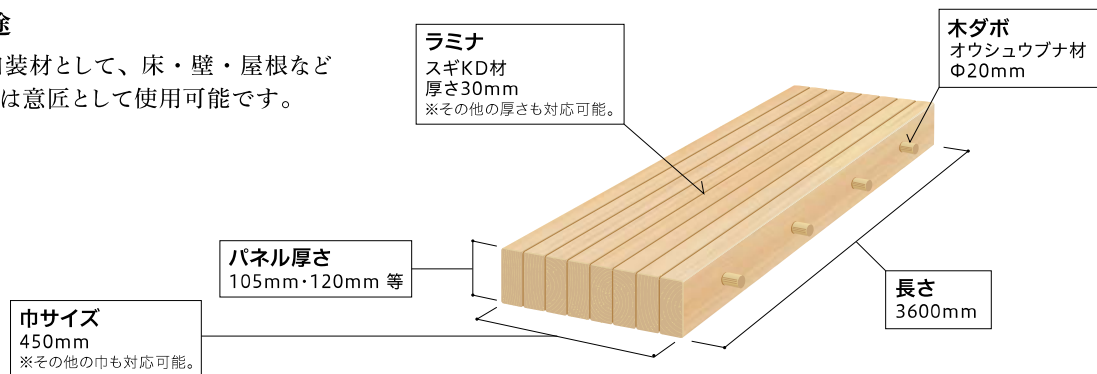 途
装材として、床・壁・屋根など
は意匠として使用可能です。
ラミナ
スギKD材
厚さ30mm
※その他の厚さも対応可能。
木ダボ
オウシュウブナ材
Φ20mm
パネル厚さ
105mm･120mm 等
長さ
3600mm
巾サイズ
450mm
※その他の巾も対応可能。